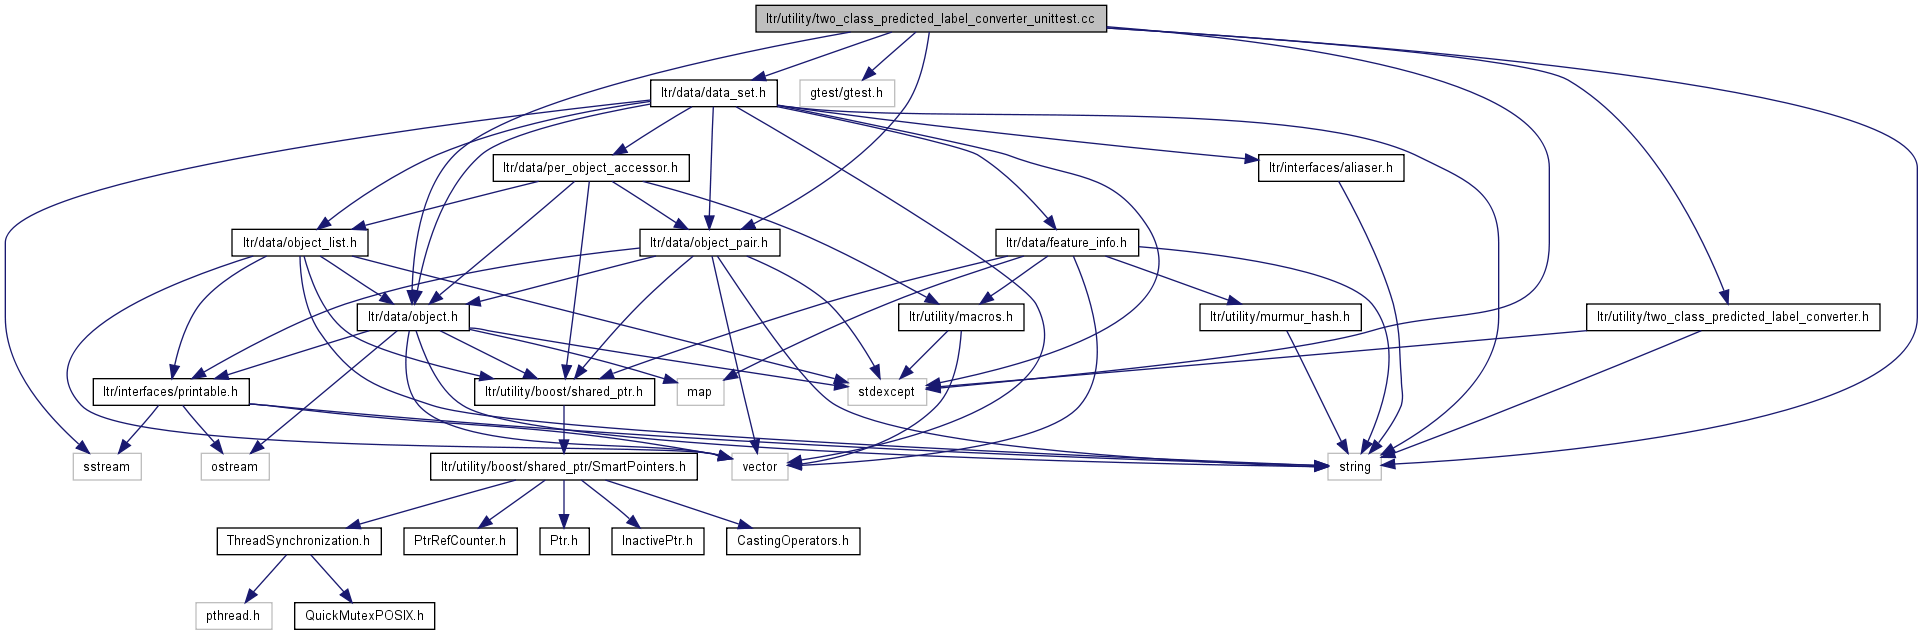 ltr/utility/two_class_predicted_label_converter_unittest.cc
ltr/data/data_set.h
gtest/gtest.h
ltr/data/per_object_accessor.h
ltr/interfaces/aliaser.h
ltr/data/object_list.h
ltr/data/object_pair.h
ltr/data/feature_info.h
ltr/data/object.h
ltr/utility/macros.h
ltr/utility/murmur_hash.h
ltr/utility/two_class_predicted_label_converter.h
ltr/interfaces/printable.h
ltr/utility/boost/shared_ptr.h
map
stdexcept
sstream
ostream
ltr/utility/boost/shared_ptr/SmartPointers.h
vector
string
ThreadSynchronization.h
PtrRefCounter.h
Ptr.h
InactivePtr.h
CastingOperators.h
pthread.h
QuickMutexPOSIX.h